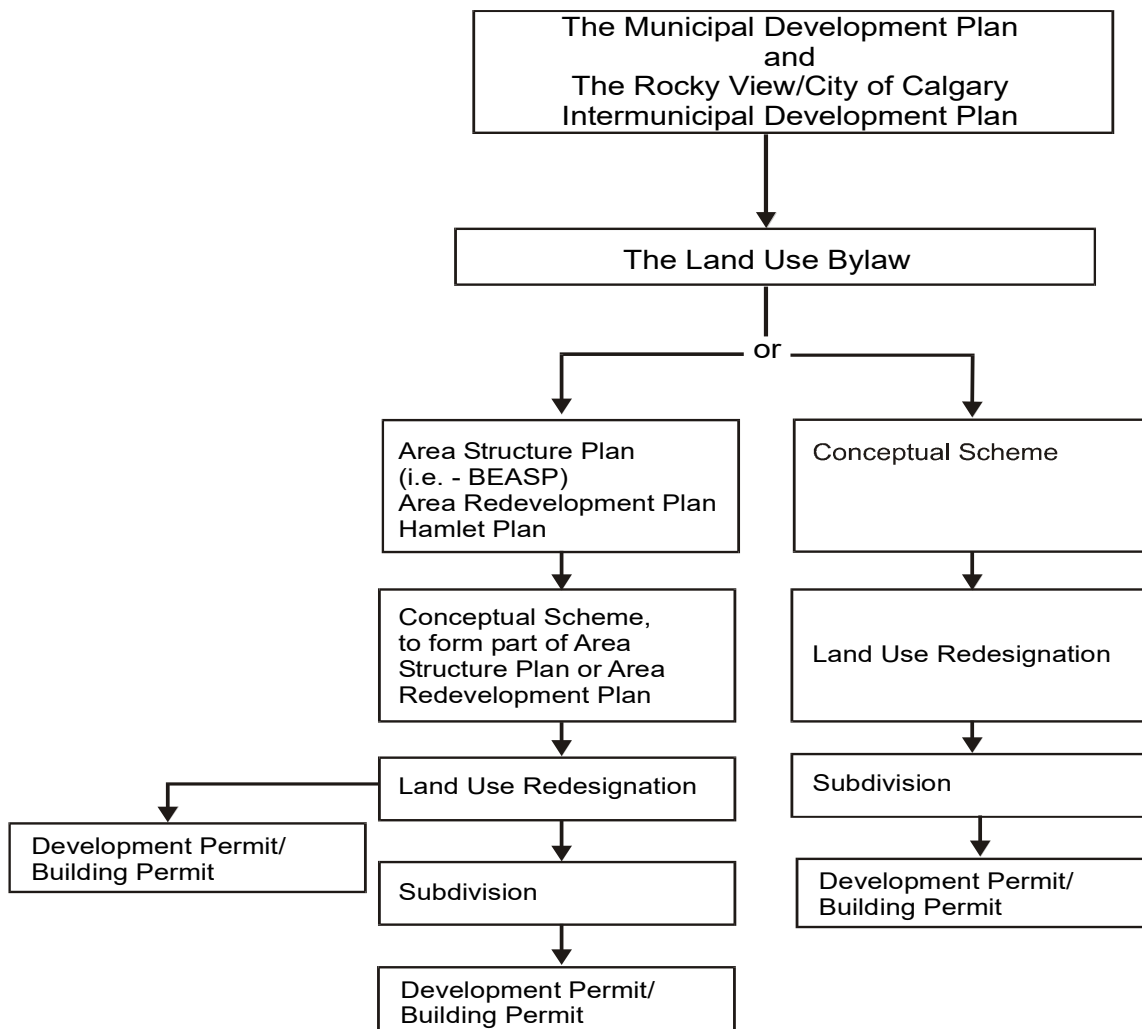 The Municipal Development Plan
and
The Rocky View/City of Calgary
Intermunicipal Development Plan
The Land Use Bylaw
or
Area Structure Plan
(i.e. - BEASP)
Area Redevelopment Plan
Hamlet Plan
Conceptual Scheme
Conceptual Scheme,
to form part of Area
Structure Plan or Area
Redevelopment Plan
Land Use Redesignation
Land Use Redesignation
Subdivision
Development Permit/
Building Permit
Subdivision
Development Permit/
Building Permit
Development Permit/
Building Permit